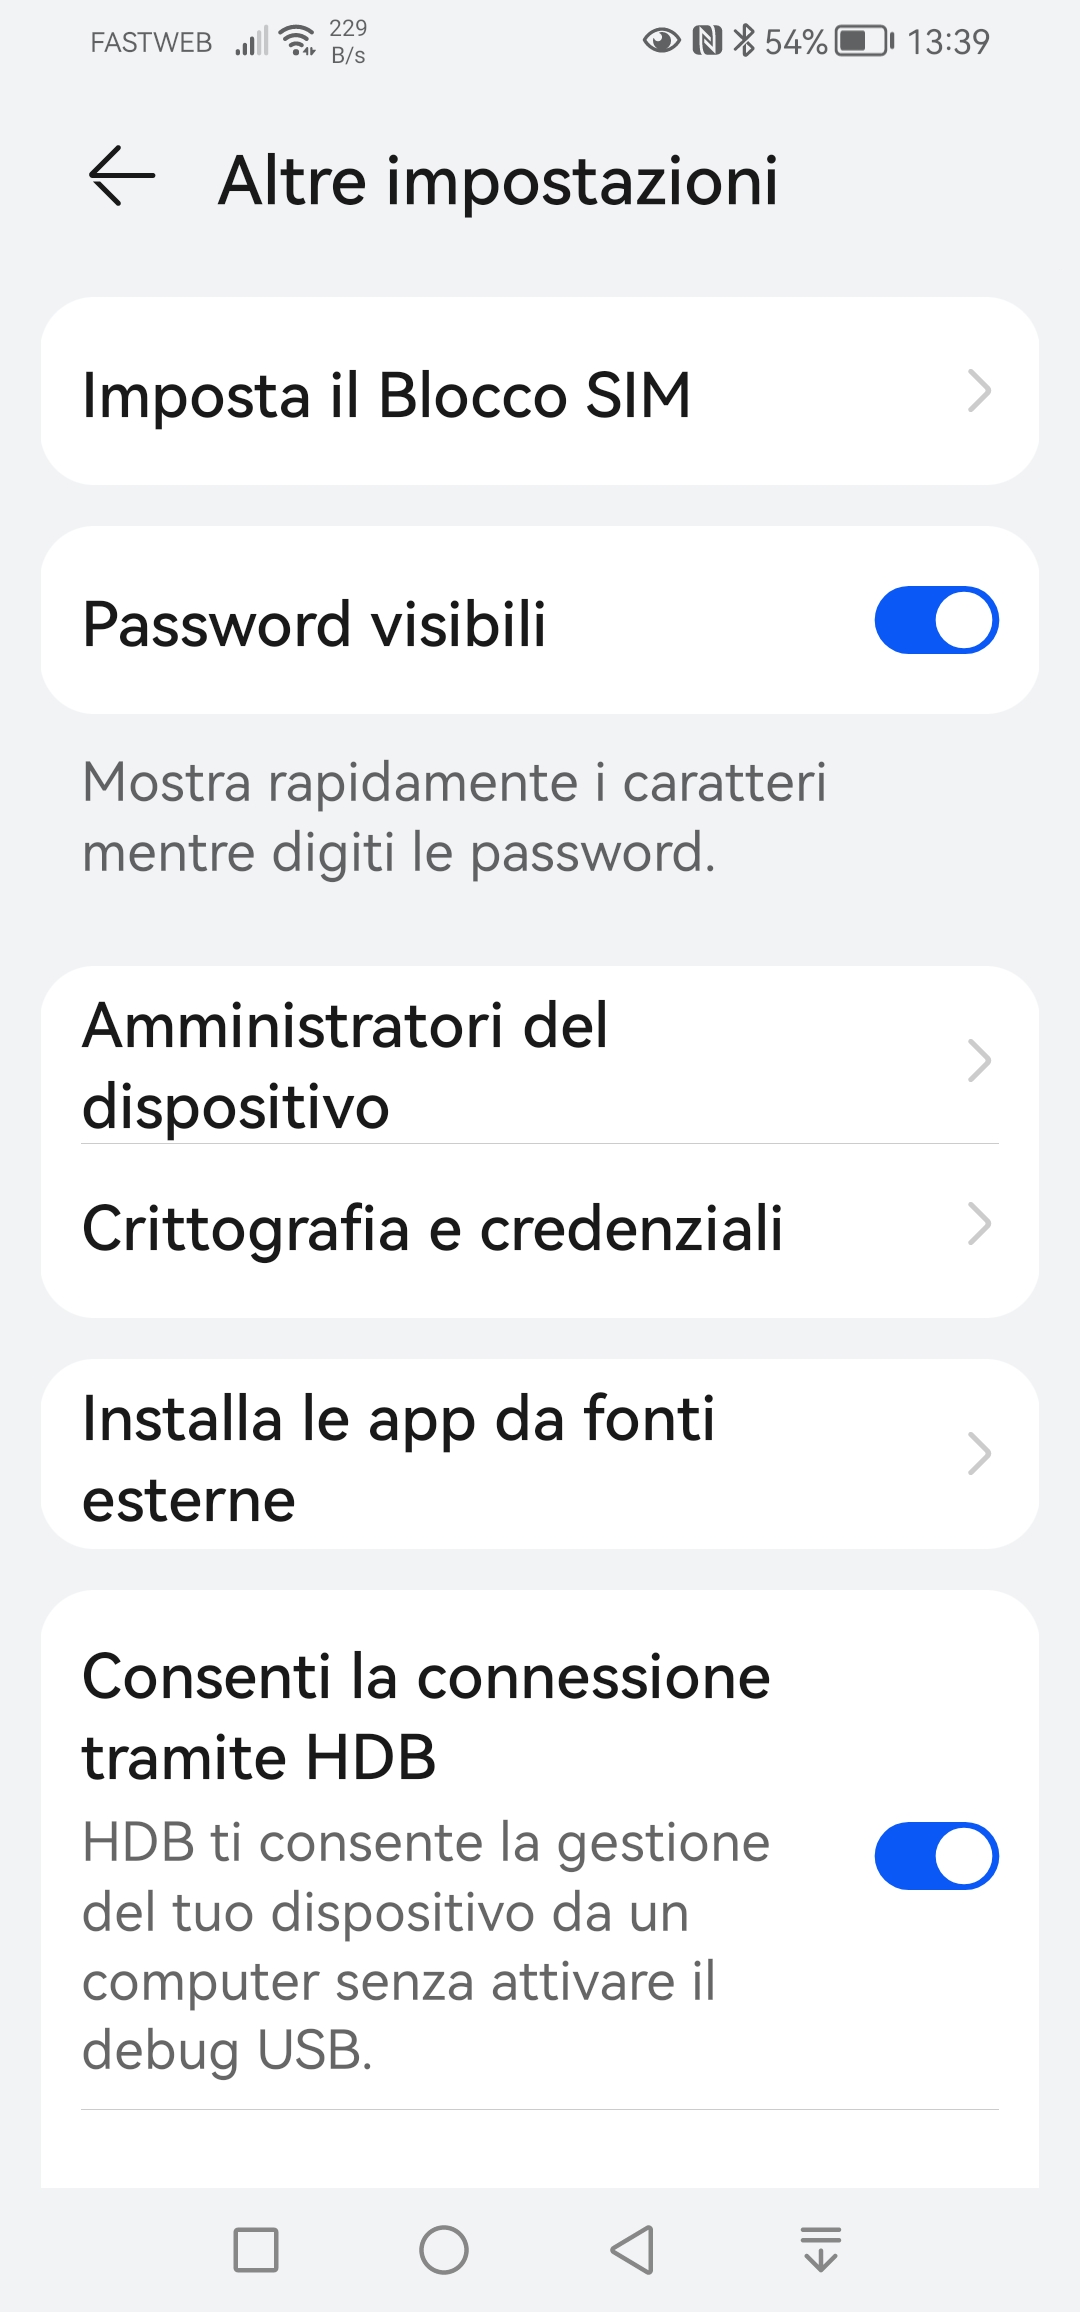 FASTWEB 229 B/s 54% 13:39
Altre impostazioni
Imposta il Blocco SIM
Password visibili
Mostra rapidamente i caratteri
mentre digiti le password.
Amministratori del
dispositivo
Crittografia e credenziali
Installa le app da fonti
esterne
Consenti la connessione
tramite HDB
HDB ti consente la gestione
del tuo dispositivo da un
computer senza attivare il
debug USB.